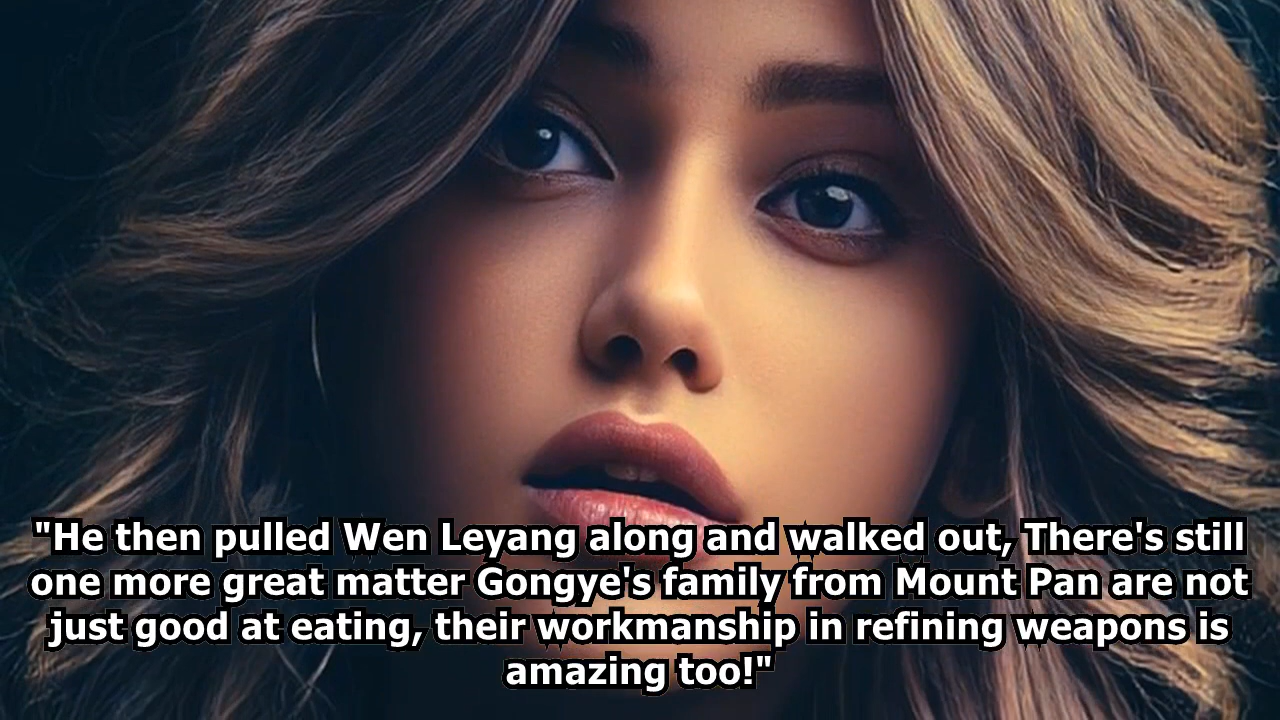 "He then pulled Wen Leyang along and walked out, There's still
one more great matter Gongye's family from Mount Pan are not
just good at eating, their workmanship in refining weapons is
amazing too!"